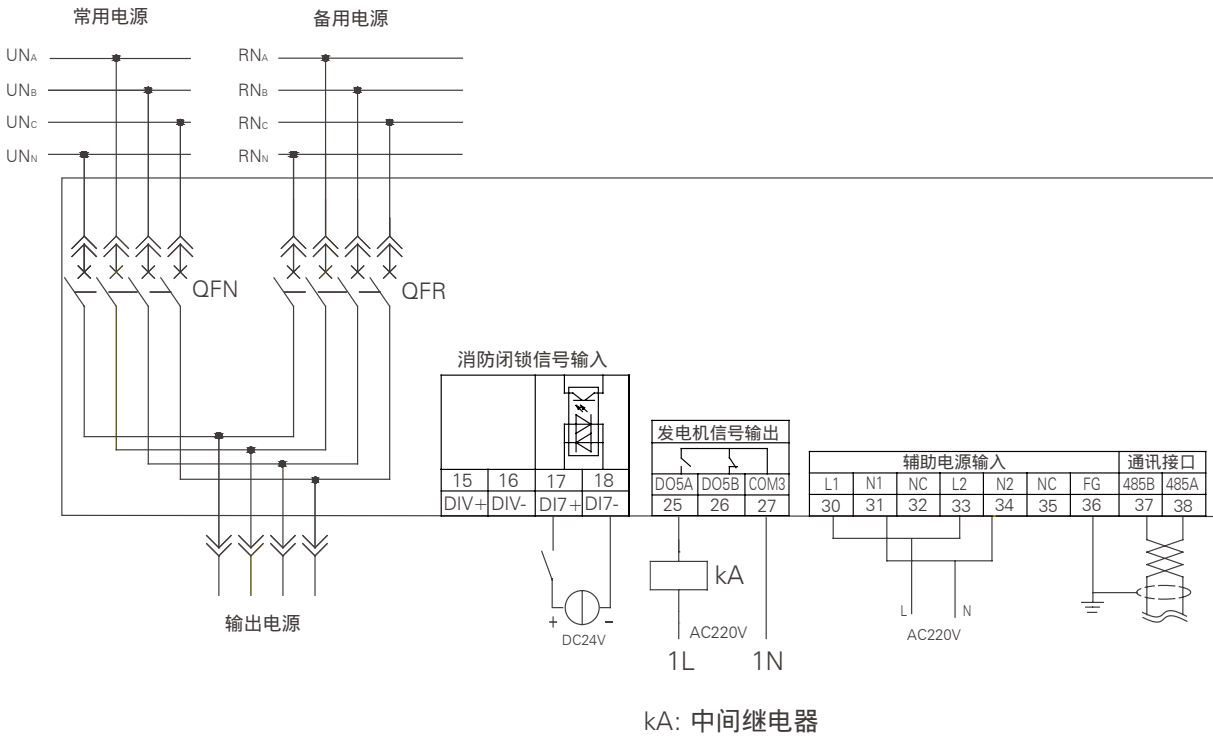 常用电源
备用电源
UNA
RNA
UNB
RNB
UNC
RNC
UNN
RNN
QFN
QFR
消防闭锁信号输入
15 16 17 18
DIV+ DIV- DI7+ DI7-
发电机信号输出
DO5A DO5B COM3
25 26 27
辅助电源输入 通讯接口
L1 N1 NC L2 N2 NC FG 485B 485A
30 31 32 33 34 35 36 37 38
kA
+ -
DC24V
L N
AC220V
AC220V
1L 1N
输出电源
kA: 中间继电器